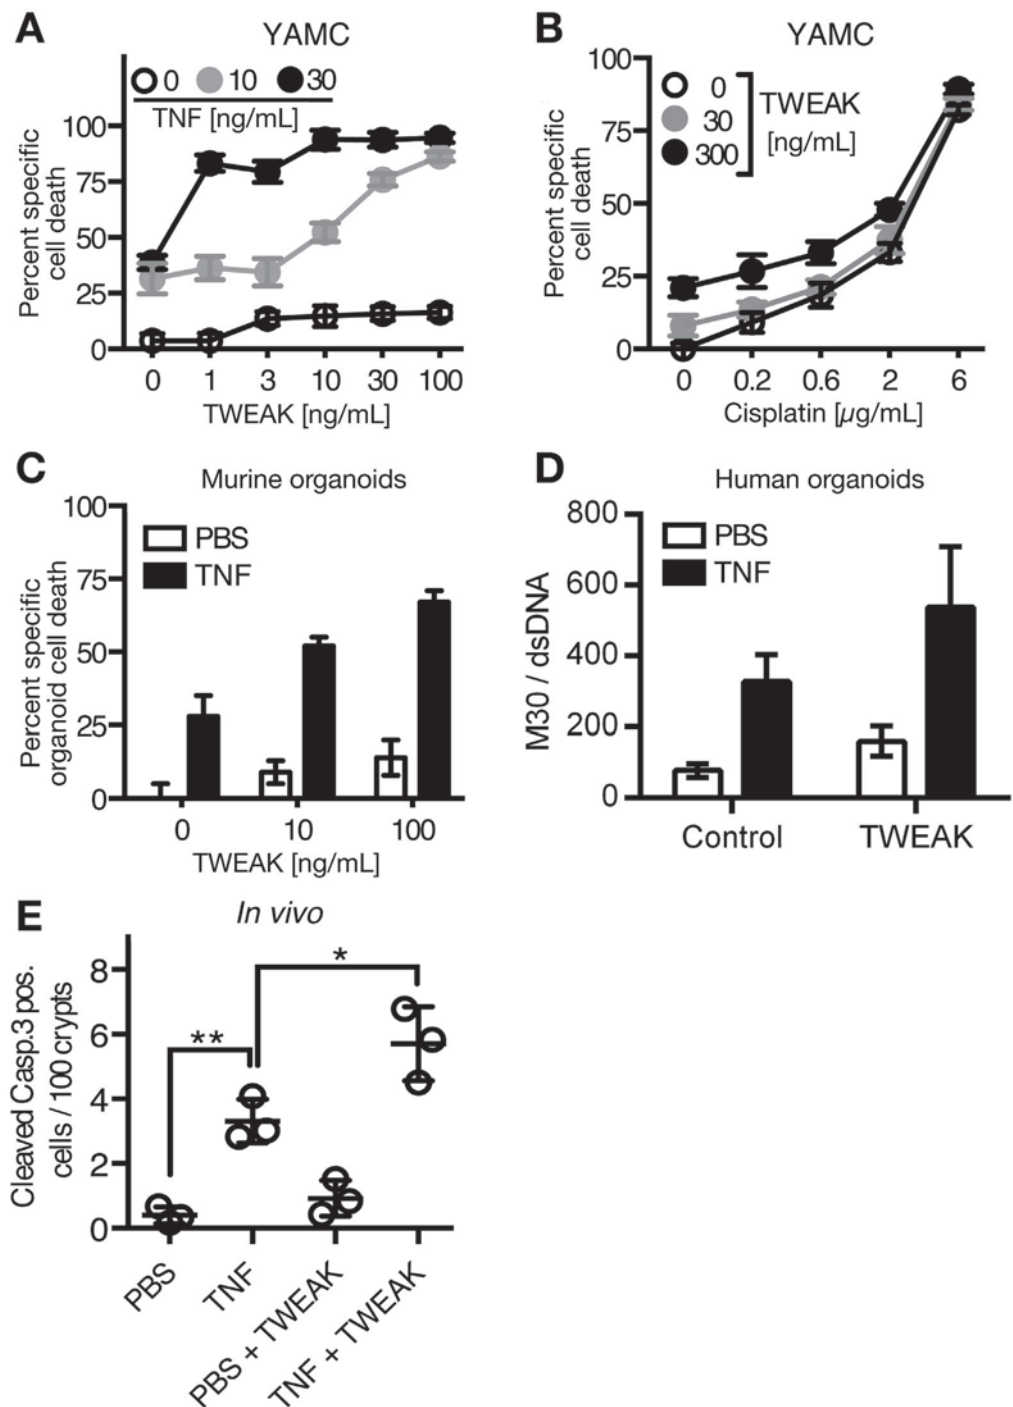 A
YAMC
0 10 30
TNF [ng/mL]
Percent specific
cell death
100
75
50
25
0
0 1 3 10 30 100
TWEAK [ng/mL]
B
YAMC
0
30
300
TWEAK
[ng/mL]
Percent specific
cell death
100
75
50
25
0
0 0.2 0.6 2 6
Cisplatin [µg/mL]
C
Murine organoids
PBS
TNF
Percent specific
organoid cell death
100
75
50
25
0
0 10 100
TWEAK [ng/mL]
D
Human organoids
PBS
TNF
M30 / dsDNA
800
600
400
200
0
Control TWEAK
E
In vivo
Cleaved Casp.3 pos.
cells / 100 crypts
8
6
4
2
0
**
*
PBS
TNF
PBS + TWEAK
TNF + TWEAK